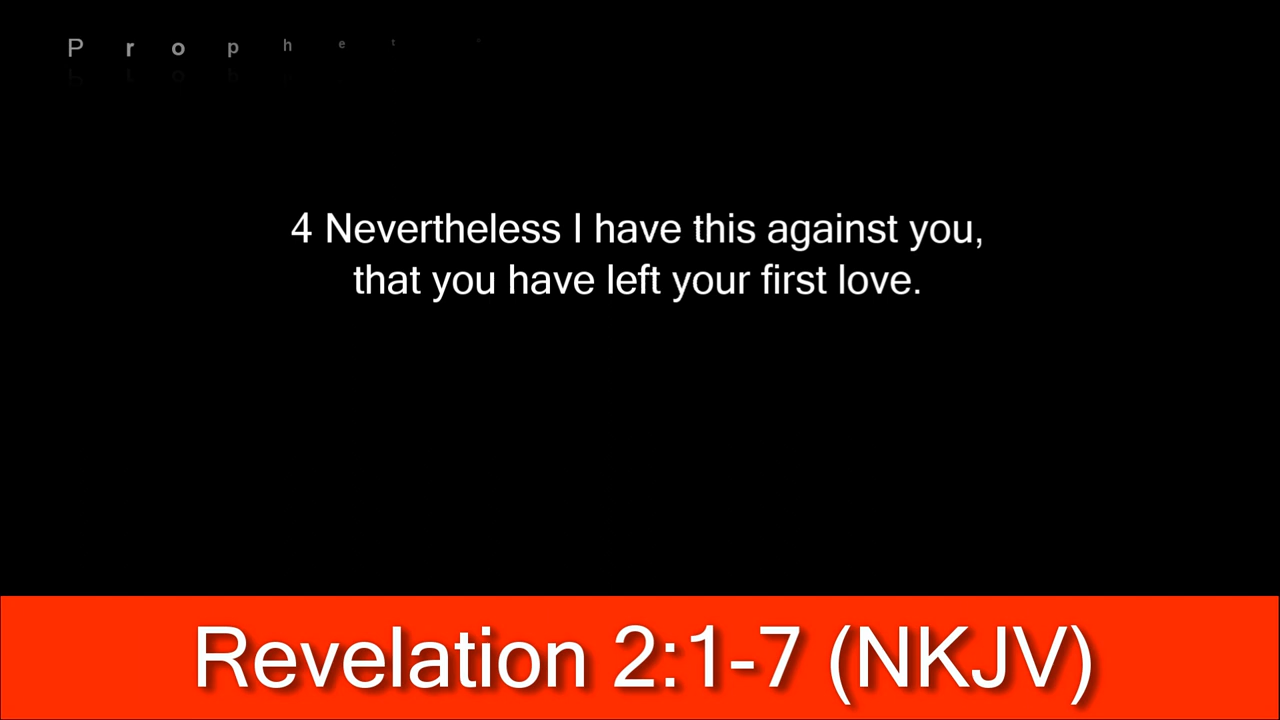 P r o p h e t
4 Nevertheless I have this against you,
that you have left your first love.
Revelation 2:1-7 (NKJV)